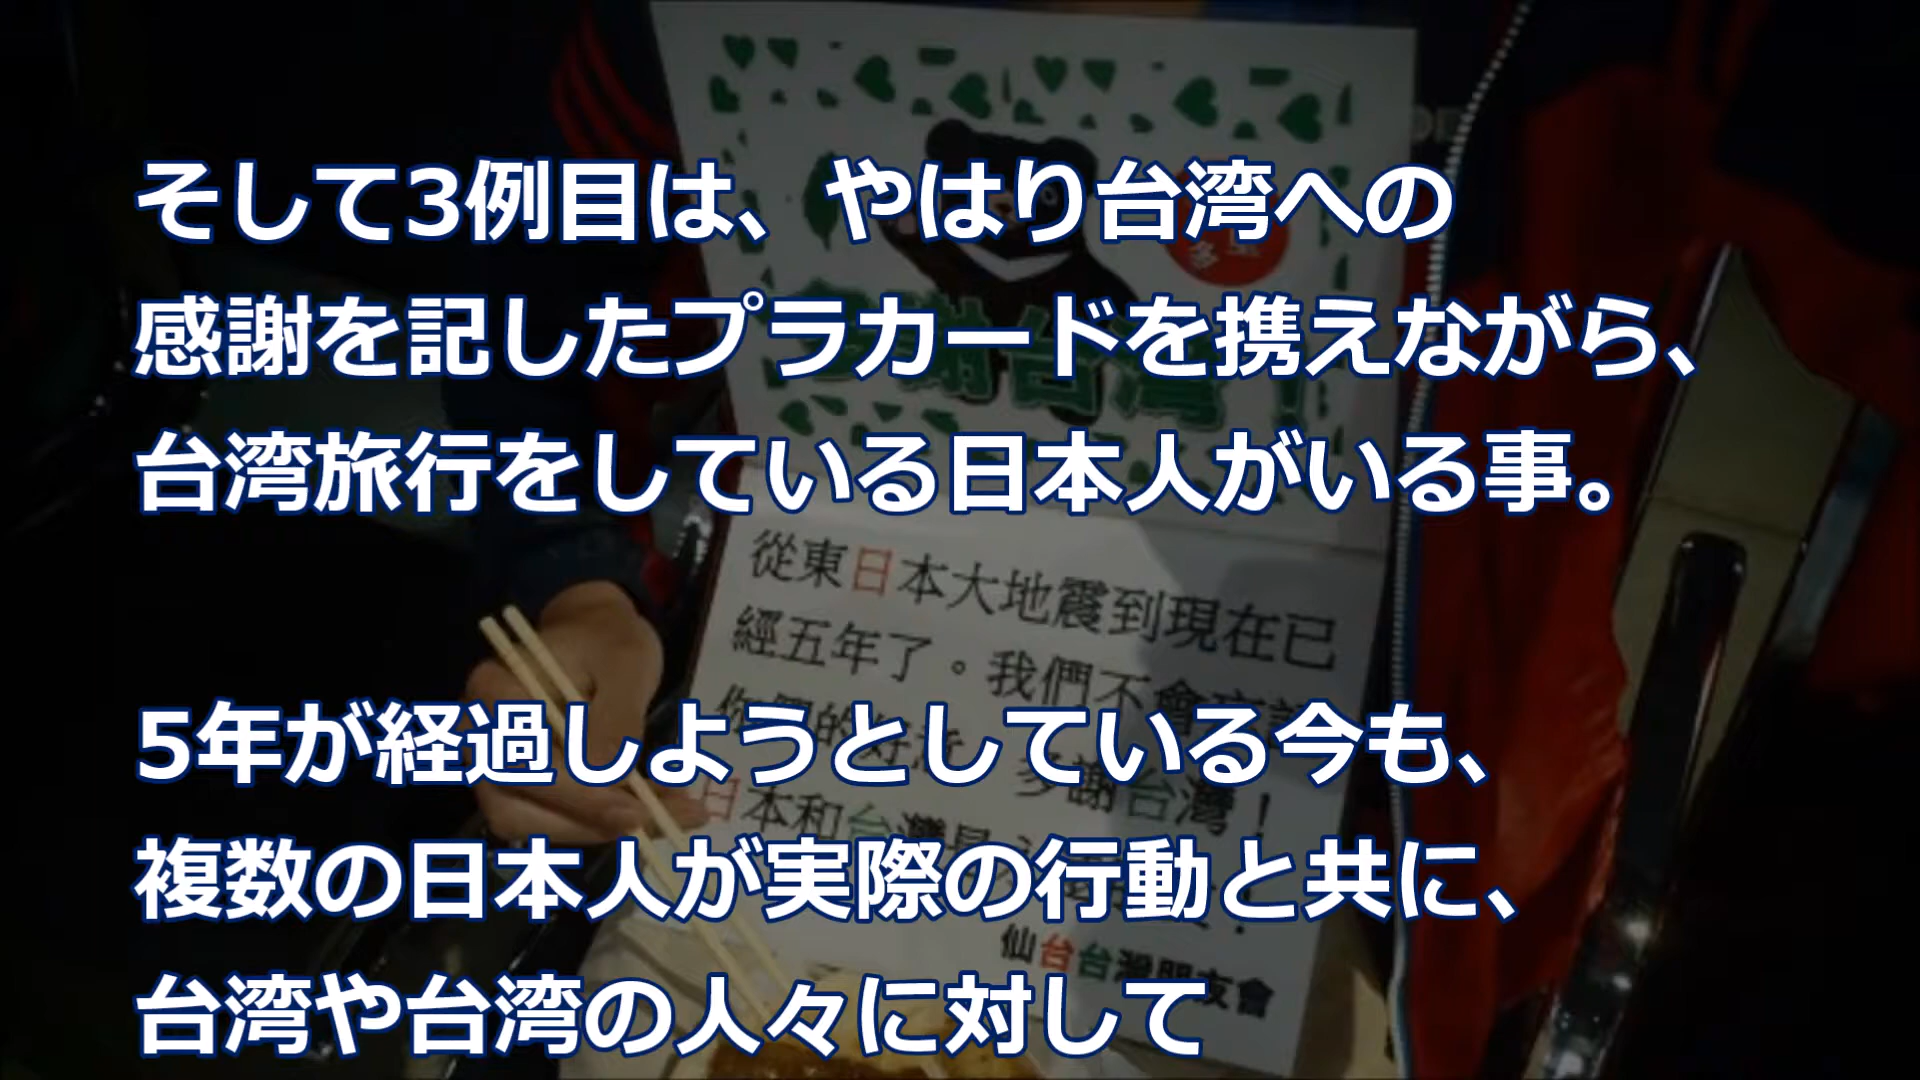 そして3例目は、やはり台湾への
感謝を記したプラカードを携えながら、
台湾旅行をしている日本人がいる事。
5年が経過しようとしている今も、
複数の日本人が実際の行動と共に、
台湾や台湾の人々に対して
謝台灣！
從東日本大地震到現在已
經五年了。我們不會
多謝台灣！
日本和台灣
仙台台灣朋友會